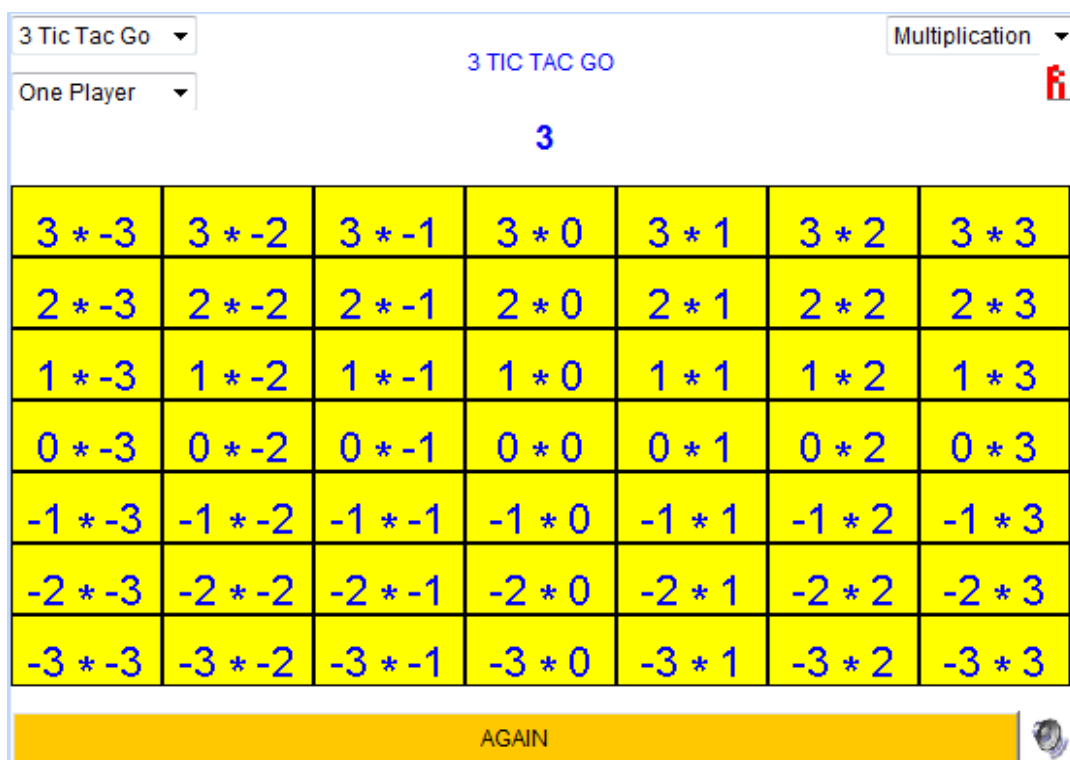 3 Tic Tac Go
Multiplication
3 TIC TAC GO
One Player
fi
3
3 * -3 3 * -2 3 * -1 3 * 0 3 * 1 3 * 2 3 * 3
2 * -3 2 * -2 2 * -1 2 * 0 2 * 1 2 * 2 2 * 3
1 * -3 1 * -2 1 * -1 1 * 0 1 * 1 1 * 2 1 * 3
0 * -3 0 * -2 0 * -1 0 * 0 0 * 1 0 * 2 0 * 3
-1 * -3 -1 * -2 -1 * -1 -1 * 0 -1 * 1 -1 * 2 -1 * 3
-2 * -3 -2 * -2 -2 * -1 -2 * 0 -2 * 1 -2 * 2 -2 * 3
-3 * -3 -3 * -2 -3 * -1 -3 * 0 -3 * 1 -3 * 2 -3 * 3
AGAIN